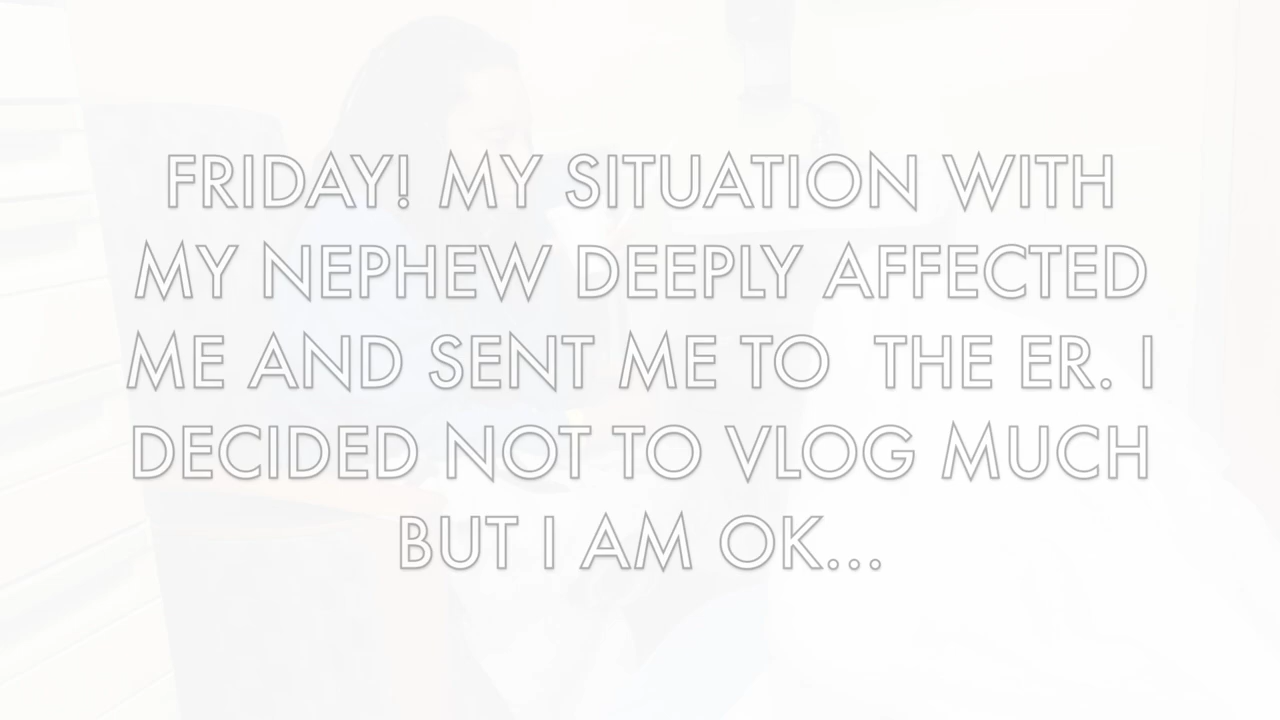 FRIDAY! MY SITUATION WITH
MY NEPHEW DEEPLY AFFECTED
ME AND SENT ME TO  THE ER. I
DECIDED NOT TO VLOG MUCH
BUT I AM OK...